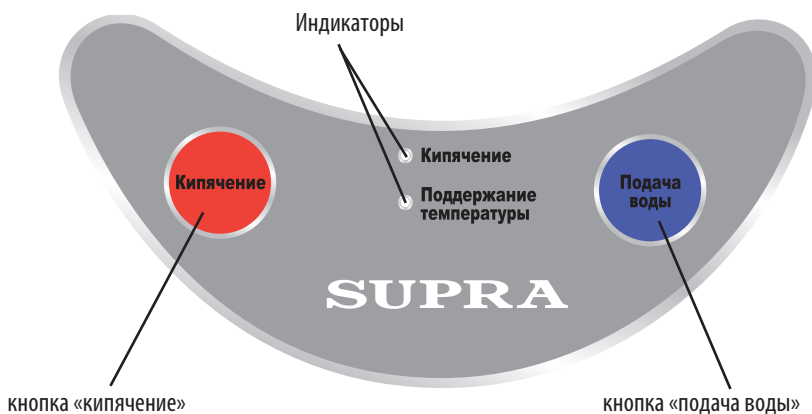 Индикаторы
Кипячение
Кипячение
Поддержание
температуры
Подача
воды
SUPRA
кнопка «кипячение»
кнопка «подача воды»